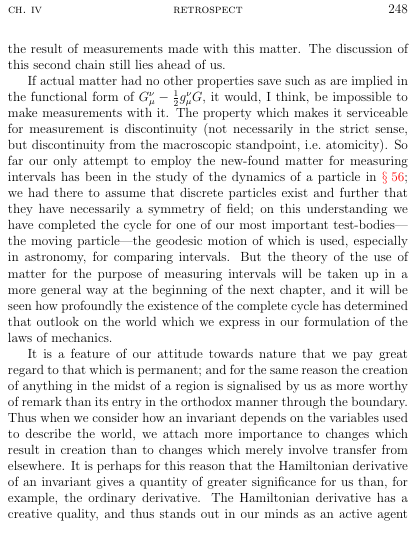 CH. IV RETROSPECT 248
the result of measurements made with this matter. The discussion of
this second chain still lies ahead of us.
If actual matter had no other properties save such as are implied in
the functional form of G^ν_μ − ½g^ν_μG, it would, I think, be impossible to
make measurements with it. The property which makes it serviceable
for measurement is discontinuity (not necessarily in the strict sense,
but discontinuity from the macroscopic standpoint, i.e. atomicity). So
far our only attempt to employ the new-found matter for measuring
intervals has been in the study of the dynamics of a particle in § 56;
we had there to assume that discrete particles exist and further that
they have necessarily a symmetry of field; on this understanding we
have completed the cycle for one of our most important test-bodies—
the moving particle—the geodesic motion of which is used, especially
in astronomy, for comparing intervals. But the theory of the use of
matter for the purpose of measuring intervals will be taken up in a
more general way at the beginning of the next chapter, and it will be
seen how profoundly the existence of the complete cycle has determined
that outlook on the world which we express in our formulation of the
laws of mechanics.
It is a feature of our attitude towards nature that we pay great
regard to that which is permanent; and for the same reason the creation
of anything in the midst of a region is signalised by us as more worthy
of remark than its entry in the orthodox manner through the boundary.
Thus when we consider how an invariant depends on the variables used
to describe the world, we attach more importance to changes which
result in creation than to changes which merely involve transfer from
elsewhere. It is perhaps for this reason that the Hamiltonian derivative
of an invariant gives a quantity of greater significance for us than, for
example, the ordinary derivative. The Hamiltonian derivative has a
creative quality, and thus stands out in our minds as an active agent